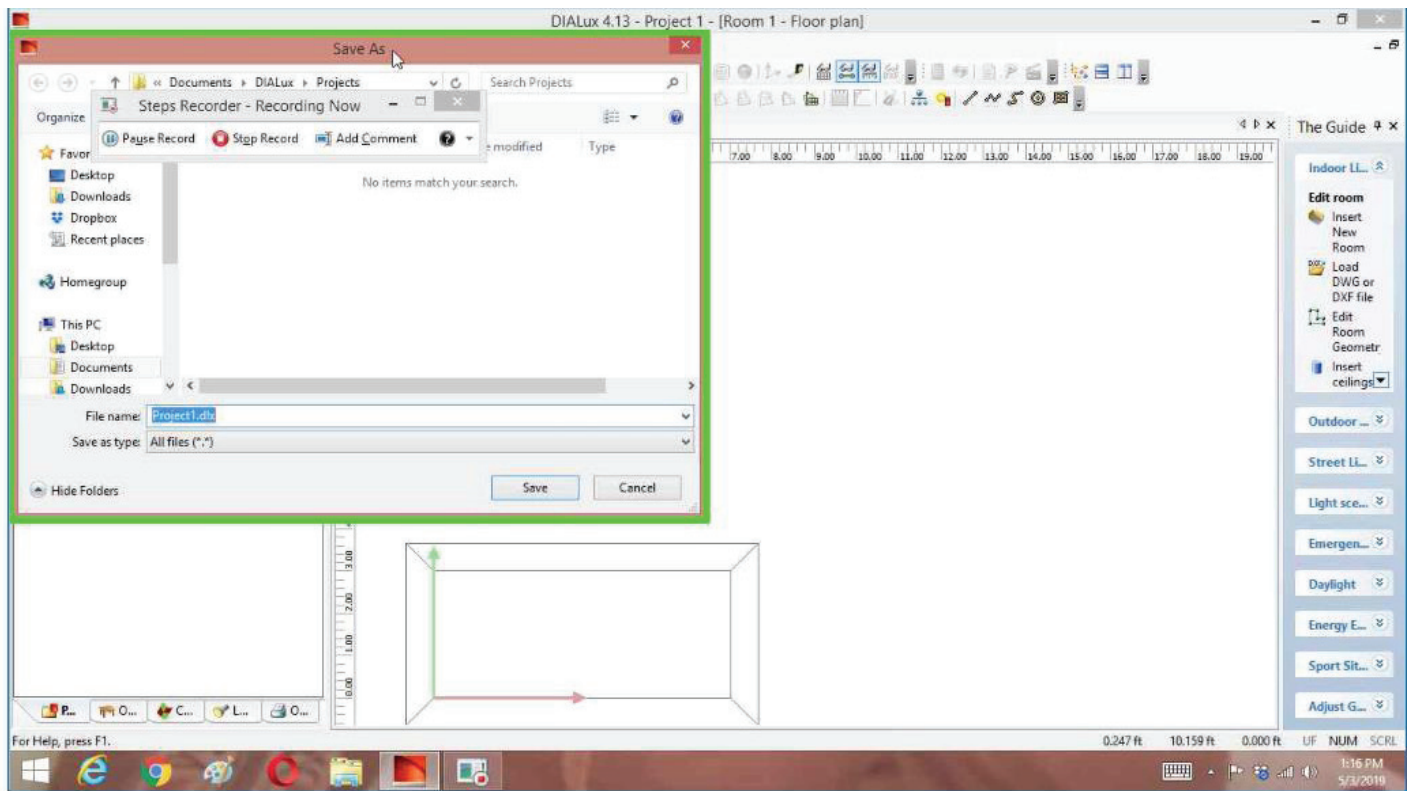 DIALux 4.13 - Project 1 - [Room 1 - Floor plan]
Save As
« Documents Dialux Projects
Search Projects
Steps Recorder - Recording Now
Organize
Pause Record Stop Record Add Comment
e modified Type
Favor
Desktop
Downloads
Dropbox
Recent places
Homegroup
This PC
Desktop
Documents
Downloads
No items match your search.
File name: Project1.dlx
Save as type: All files (*.*)
Hide Folders
Save Cancel
7.00 8.00 9.00 10.00 11.00 12.00 13.00 14.00 15.00 16.00 17.00 18.00 19.00
The Guide
Indoor Li...
Edit room
Insert
New
Room
Load
DWG or
DXF file
Edit
Room
Geometr
Insert
ceilings
Outdoor ...
Street Li...
Light sce...
Emergen...
Daylight
Energy E...
Sport Sit...
Adjust G...
3.00
2.00
1.00
0.00
P... O... C... L... O...
For Help, press F1.
0.247 ft 10.159 ft 0.000 ft UF NUM SCRL
1:16 PM
5/3/2019